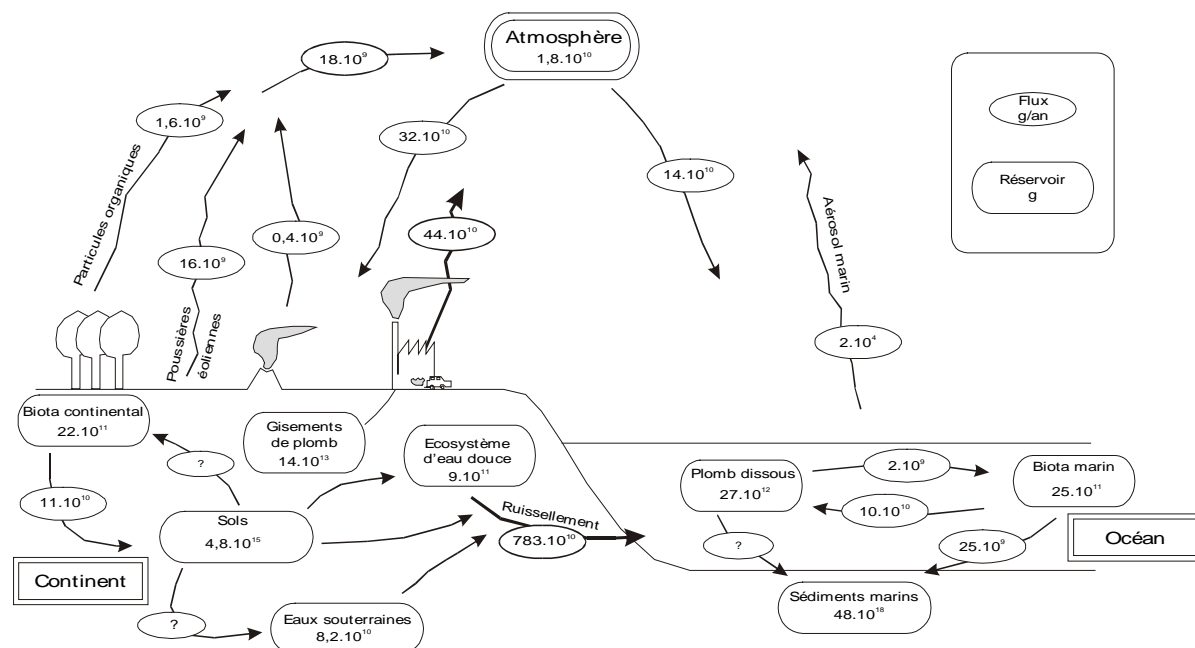 Atmosphère
1,8.10¹⁰
18.10⁹
1,6.10⁹
Particules organiques
16.10⁹
Poussières
éoliennes
0,4.10⁹
32.10¹⁰
44.10¹⁰
14.10¹⁰
Aérosol marin
2.10⁴
Flux
g/an
Réservoir
g
Biota continental
22.10¹¹
Gisements
de plomb
14.10¹³
Ecosystème
d'eau douce
9.10¹¹
?
11.10¹⁰
Sols
4,8.10¹⁵
Ruissellement
783.10¹⁰
Continent
?
Eaux souterraines
8,2.10¹⁰
Plomb dissous
27.10¹²
2.10⁹
10.10¹⁰
Biota marin
25.10¹¹
?
25.10⁹
Océan
Sédiments marins
48.10¹⁸